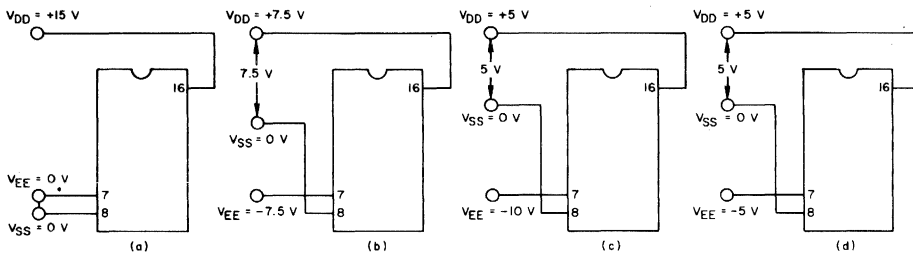 VDD = +15 V
16
VEE = 0 V
7
8
VSS = 0 V
(a)
VDD = +7.5 V
7.5 V
16
VSS = 0 V
7
8
VEE = −7.5 V
(b)
VDD = +5 V
5 V
16
VSS = 0 V
7
8
VEE = −10 V
(c)
VDD = +5 V
5 V
16
VSS = 0 V
7
8
VEE = −5 V
(d)